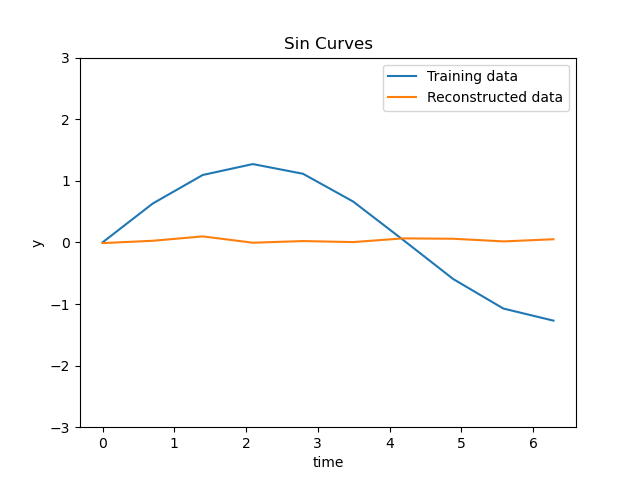 Sin Curves
Training data
Reconstructed data
3
2
1
0
−1
−2
−3
y
0 1 2 3 4 5 6
time